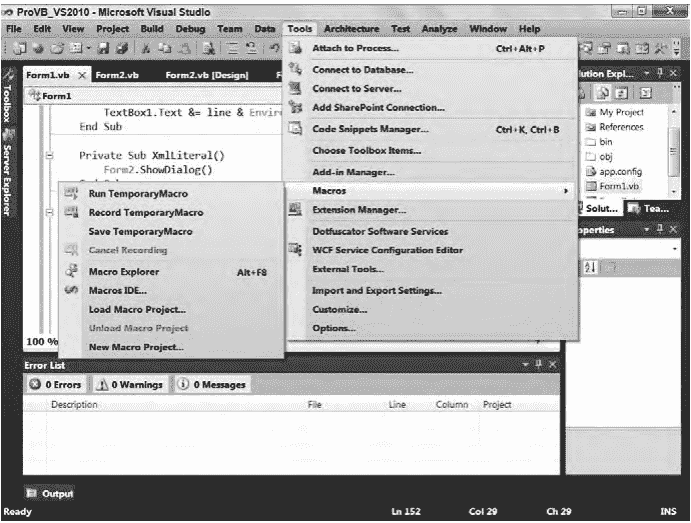 ProVB_VS2010 - Microsoft Visual Studio
File Edit View Project Build Debug Team Data Tools Architecture Test Analyze Window Help
Form1.vb Form2.vb Form2.vb [Design]
Form1
TextBox1.Text &= line &
End Sub
Private Sub XmlLiteral()
Form2.ShowDialog()
Toolbox
Server Explorer
Attach to Process... Ctrl+Alt+P
Connect to Database...
Connect to Server...
Add SharePoint Connection...
Code Snippets Manager... Ctrl+K, Ctrl+B
Choose Toolbox Items...
Add-in Manager...
Macros
Extension Manager...
Dotfuscator Software Services
WCF Service Configuration Editor
External Tools...
Import and Export Settings...
Customize...
Options...
Run TemporaryMacro
Record TemporaryMacro
Save TemporaryMacro
Cancel Recording
Macro Explorer Alt+F8
Macros IDE...
Load Macro Project...
Unload Macro Project
New Macro Project...
lution Expl...
My Project
References
bin
obj
app.config
Form1.vb
Solut... Tea...
operties
100 %
Error List
0 Errors 0 Warnings 0 Messages
Description File Line Column Project
Output
Ready Ln 152 Col 29 Ch 29 INS